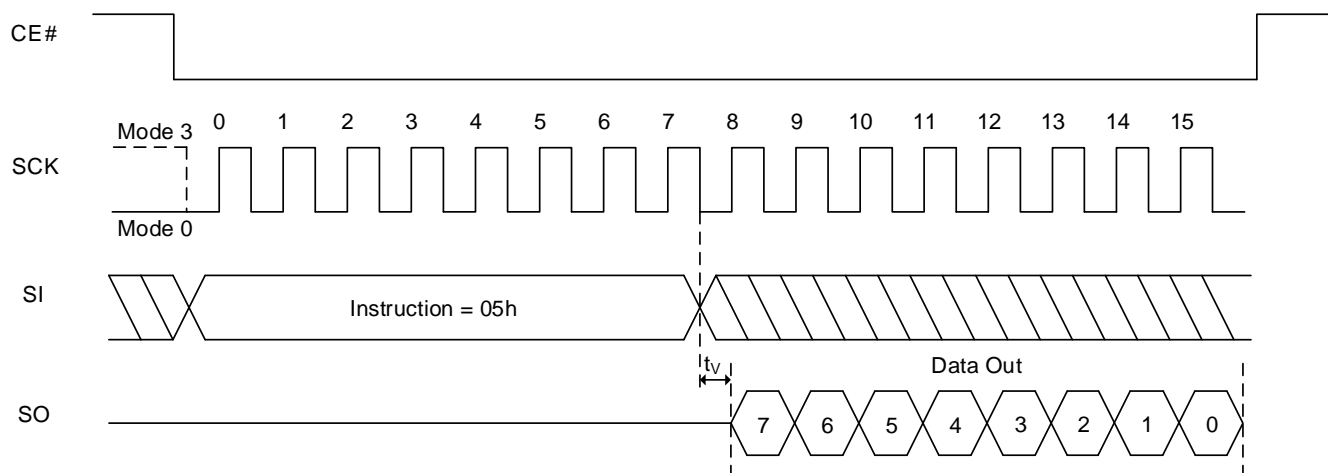 CE#
0 1 2 3 4 5 6 7 8 9 10 11 12 13 14 15
Mode 3
SCK
Mode 0
SI
Instruction = 05h
tV
Data Out
SO
7 6 5 4 3 2 1 0